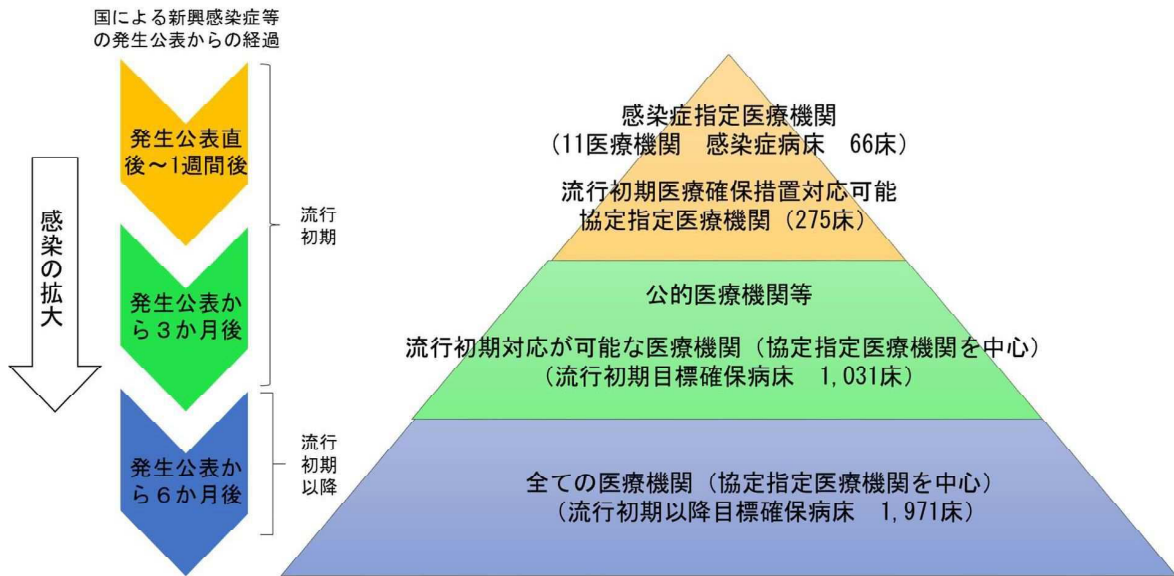 国による新興感染症等
の発生公表からの経過
感染の拡大
発生公表直
後～1週間後
発生公表か
ら３か月後
発生公表か
ら６か月後
流行
初期
流行
初期
以降
感染症指定医療機関
（11医療機関　感染症病床　66床）
流行初期医療確保措置対応可能
協定指定医療機関（275床）
公的医療機関等
流行初期対応が可能な医療機関（協定指定医療機関を中心）
（流行初期目標確保病床　1,031床）
全ての医療機関（協定指定医療機関を中心）
（流行初期以降目標確保病床　1,971床）